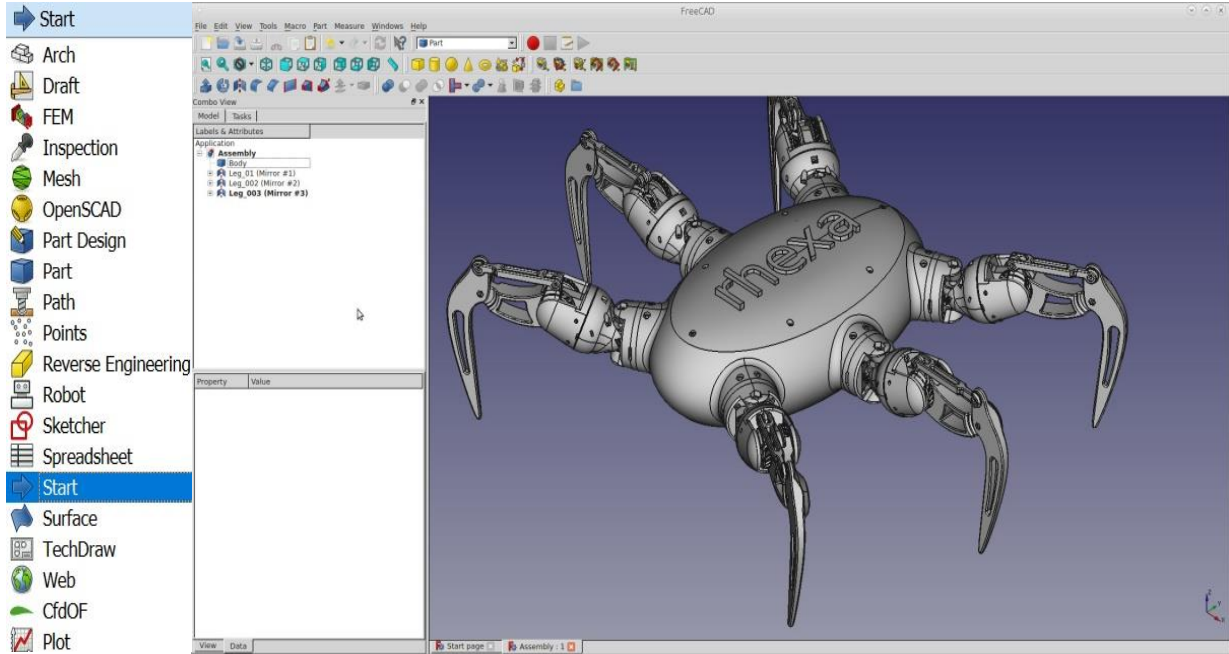 Start
Arch
Draft
FEM
Inspection
Mesh
OpenSCAD
Part Design
Part
Path
Points
Reverse Engineering
Robot
Sketcher
Spreadsheet
Start
Surface
TechDraw
Web
CfdOF
Plot
FreeCAD
File Edit View Tools Macro Part Measure Windows Help
Part
Combo View
Model Tasks
Labels & Attributes
Application
Assembly
Body
Leg_01 (Mirror #1)
Leg_002 (Mirror #2)
Leg_003 (Mirror #3)
Property Value
View Data
rhexa
Start page Assembly : 1
Z
Y
X